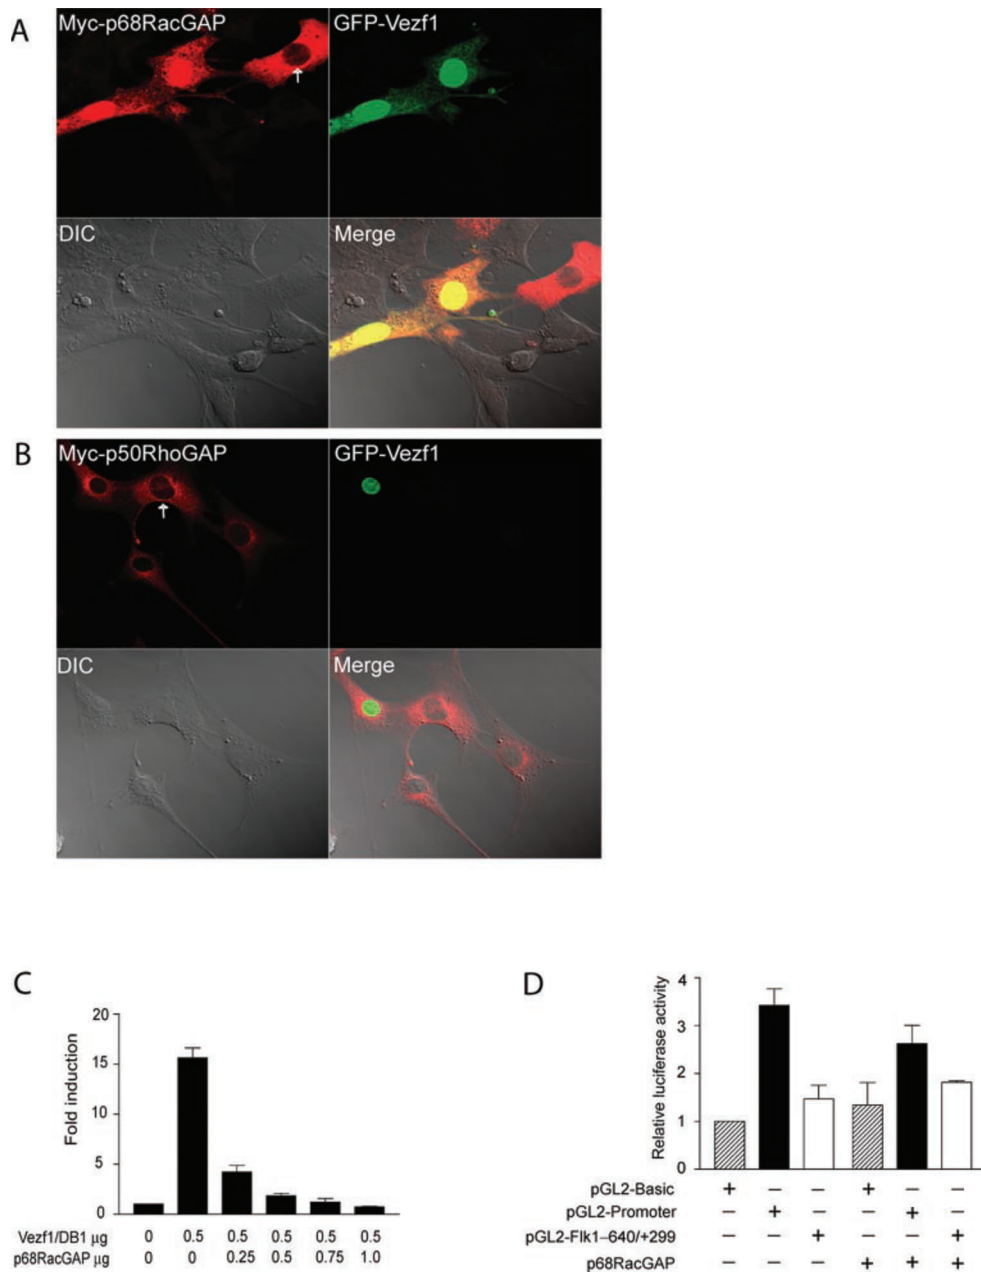 A
Myc-p68RacGAP
GFP-Vezf1
DIC
Merge
B
Myc-p50RhoGAP
GFP-Vezf1
DIC
Merge
C
Fold induction
20
15
10
5
0
Vezf1/DB1 µg 0 0.5 0.5 0.5 0.5 0.5
p68RacGAP µg 0 0 0.25 0.5 0.75 1.0
D
Relative luciferase activity
4
3
2
1
0
pGL2-Basic + – – + – –
pGL2-Promoter – + – – + –
pGL2-Flk1–640/+299 – – + – – +
p68RacGAP – – – + + +